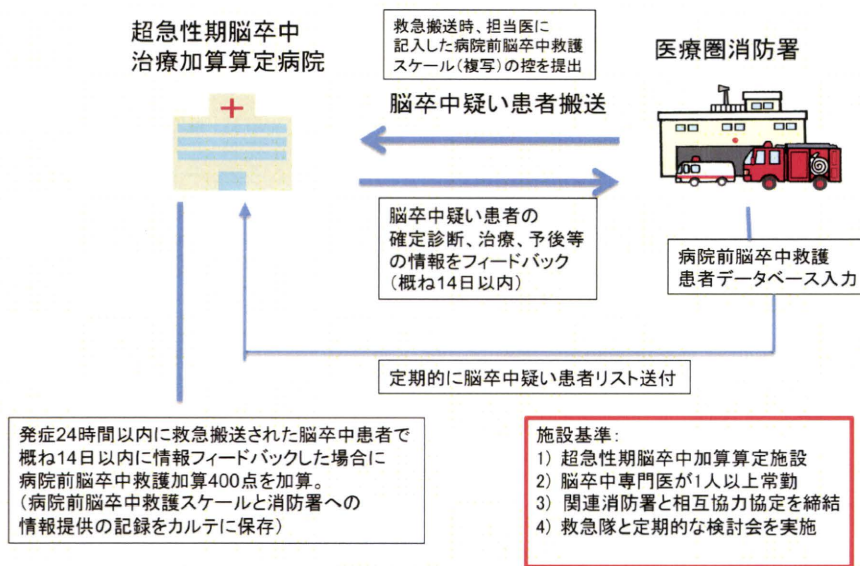 超急性期脳卒中
治療加算算定病院
救急搬送時、担当医に
記入した病院前脳卒中救護
スケール(複写)の控を提出
医療圏消防署
脳卒中疑い患者搬送
脳卒中疑い患者の
確定診断、治療、予後等
の情報をフィードバック
(概ね14日以内)
病院前脳卒中救護
患者データベース入力
定期的に脳卒中疑い患者リスト送付
発症24時間以内に救急搬送された脳卒中患者で
概ね14日以内に情報フィードバックした場合に
病院前脳卒中救護加算400点を加算。
(病院前脳卒中救護スケールと消防署への
情報提供の記録をカルテに保存)
施設基準:
1) 超急性期脳卒中加算算定施設
2) 脳卒中専門医が1人以上常勤
3) 関連消防署と相互協力協定を締結
4) 救急隊と定期的な検討会を実施